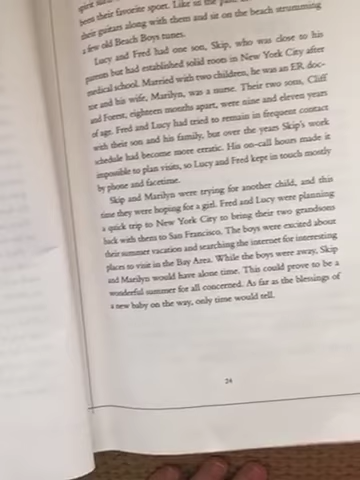 been their favorite sport. Like so
their guitars along with them and sit on the beach strumming
a few old Beach Boys tunes.
Lucy and Fred had one son, Skip, who was close to his
parents but had established solid roots in New York City after
medical school. Married with two children, he was an ER doc-
tor and his wife, Marilyn, was a nurse. Their two sons, Cliff
and Forest, eighteen months apart, were nine and eleven years
of age. Fred and Lucy had tried to remain in frequent contact
with their son and his family, but over the years Skip's work
schedule had become more erratic. His on-call hours made it
impossible to plan visits, so Lucy and Fred kept in touch mostly
by phone and facetime.
Skip and Marilyn were trying for another child, and this
time they were hoping for a girl. Fred and Lucy were planning
a quick trip to New York City to bring their two grandsons
back with them to San Francisco. The boys were excited about
their summer vacation and searching the internet for interesting
places to visit in the Bay Area. While the boys were away, Skip
and Marilyn would have alone time. This could prove to be a
wonderful summer for all concerned. As far as the blessings of
a new baby on the way, only time would tell.
24